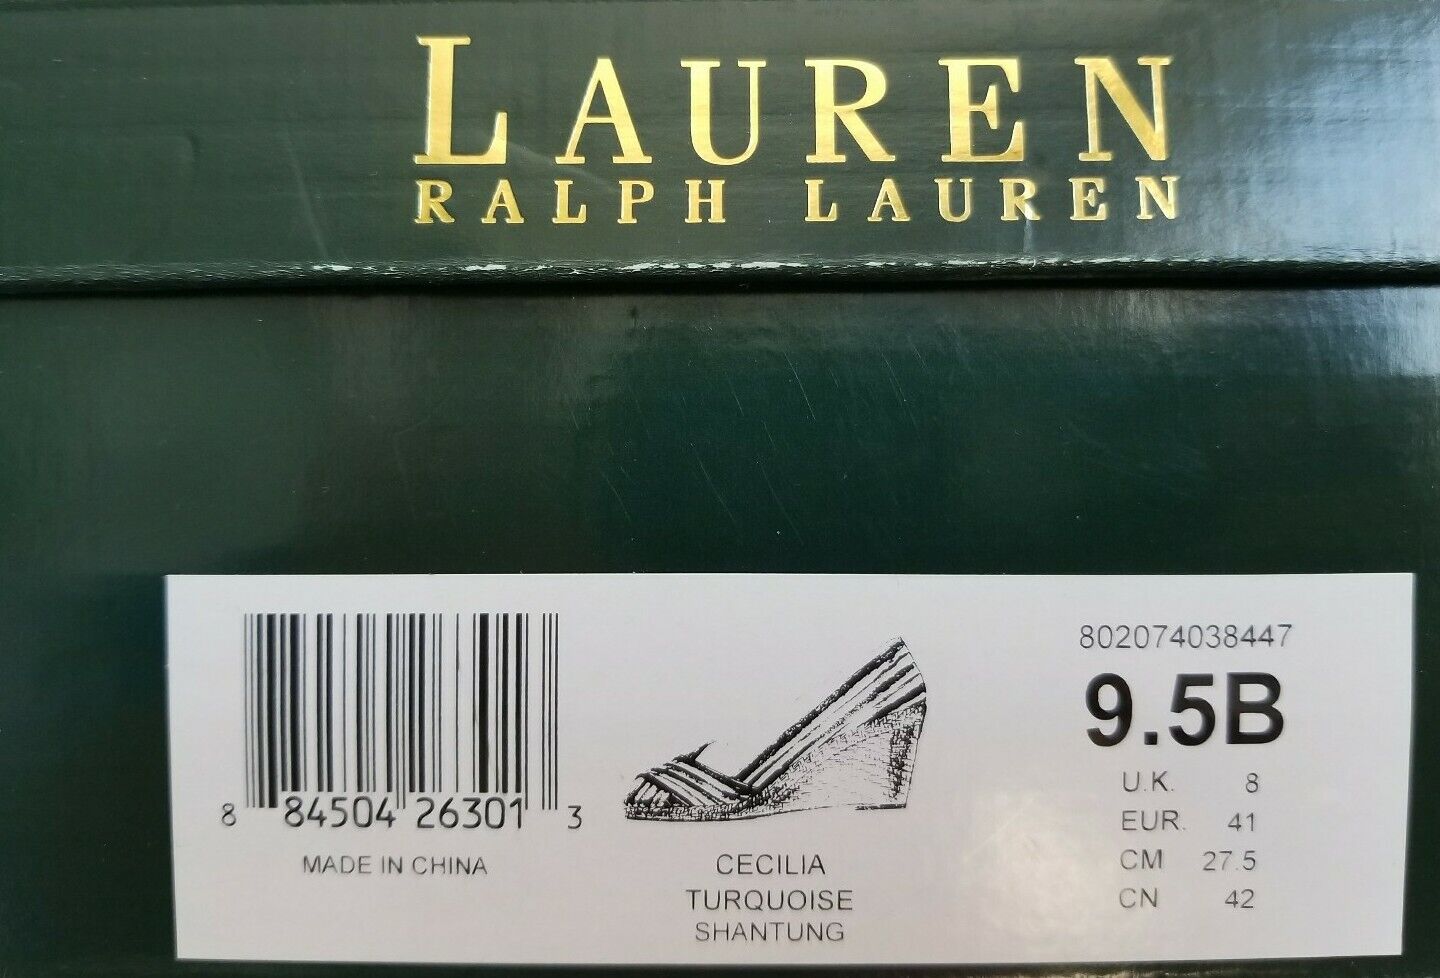 LAUREN
RALPH LAUREN
8 84504 26301 3
MADE IN CHINA
CECILIA
TURQUOISE
SHANTUNG
802074038447
9.5B
U.K. 8
EUR. 41
CM 27.5
CN 42